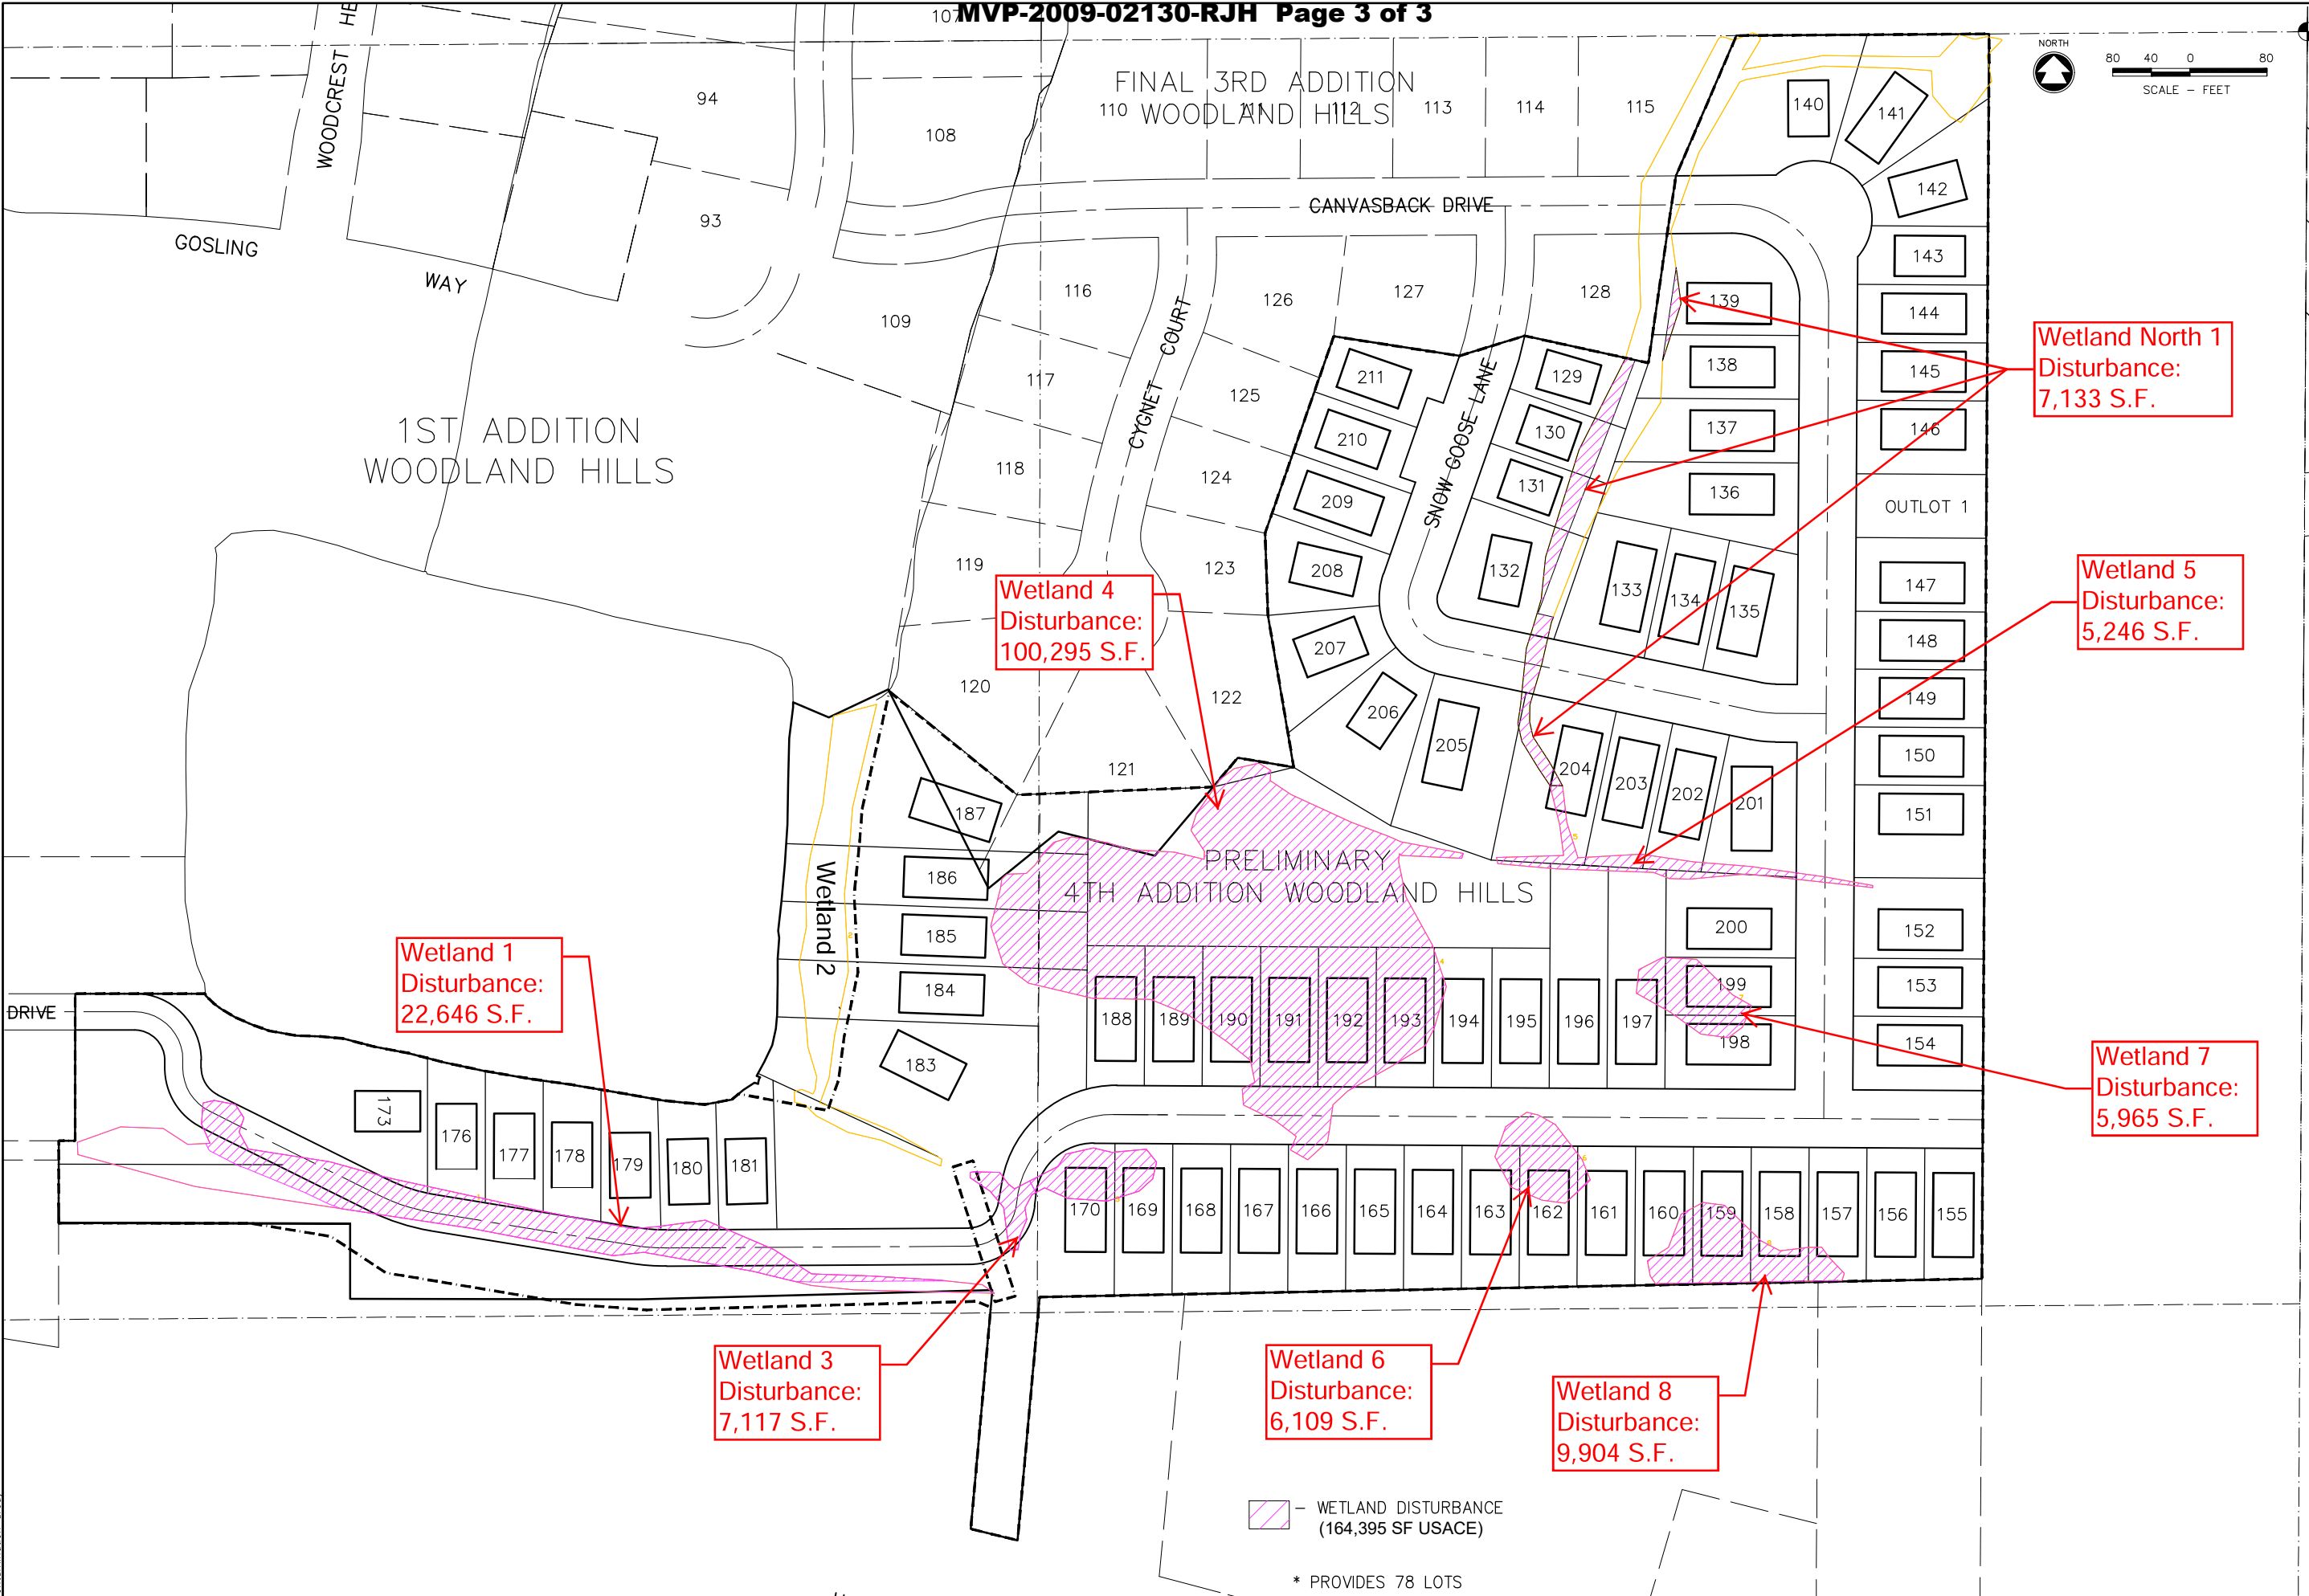 MVP-2009-02130-RJH Page 3 of 3
NORTH
80 40 0 80
SCALE - FEET
WOODCREST HE
GOSLING
WAY
94
93
107
108
109
FINAL 3RD ADDITION
WOODLAND HILLS
110
111
112
113
114
115
CANVASBACK DRIVE
116
117
118
119
120
121
122
123
124
125
126
127
128
CYGNET COURT
SNOW GOOSE LANE
1ST ADDITION
WOODLAND HILLS
129
130
131
132
133
134
135
136
137
138
139
140
141
142
143
144
145
146
OUTLOT 1
147
148
149
150
151
152
153
154
211
210
209
208
207
206
205
204
203
202
201
200
199
198
Wetland North 1
Disturbance:
7,133 S.F.
Wetland 5
Disturbance:
5,246 S.F.
Wetland 4
Disturbance:
100,295 S.F.
PRELIMINARY
4TH ADDITION WOODLAND HILLS
187
186
185
184
183
Wetland 2
188
189
190
191
192
193
194
195
196
197
Wetland 1
Disturbance:
22,646 S.F.
Wetland 7
Disturbance:
5,965 S.F.
DRIVE
173
176
177
178
179
180
181
170
169
168
167
166
165
164
163
162
161
160
159
158
157
156
155
Wetland 3
Disturbance:
7,117 S.F.
Wetland 6
Disturbance:
6,109 S.F.
Wetland 8
Disturbance:
9,904 S.F.
- WETLAND DISTURBANCE
(164,395 SF USACE)
* PROVIDES 78 LOTS